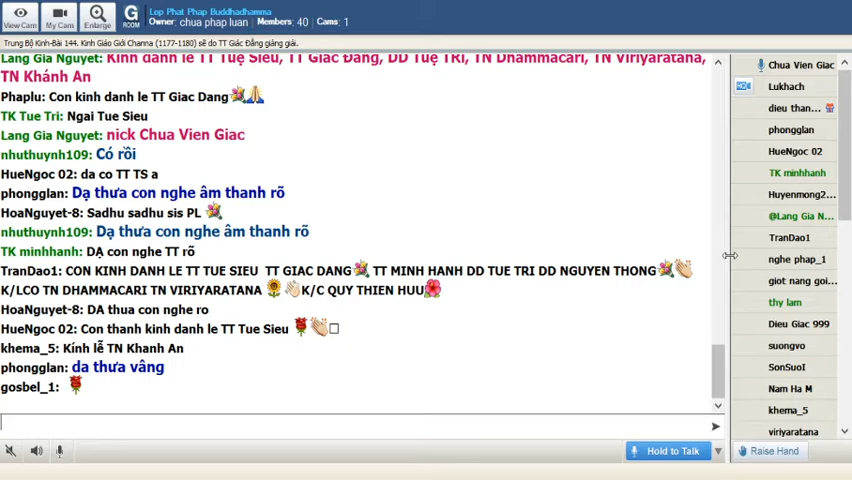 View Cam
My Cam
Enlarge
G
ROOM
Lop Phat Phap Buddhadhamma
Owner: chua phap luan Members: 40 Cams: 1
Trung Bộ Kinh-Bài 144. Kinh Giáo Giới Channa (1177-1180) sẽ do TT Giác Đẳng giảng giải.
Lang Gia Nguyet: Kính danh le TT Tuệ Sieu, TT Giac Đang, DD Tuệ TRI, TN Dhammacari, TN Viriyaratana,
TN Khánh An
Phaplu: Con kinh danh le TT Giac Dang
TK Tue Tri: Ngai Tue Sieu
Lang Gia Nguyet: nick Chua Vien Giac
nhuthuynh109: Có rồi
HueNgoc 02: da co TT TS a
phongglan: Dạ thưa con nghe âm thanh rõ
HoaNguyet-8: Sadhu sadhu sis PL
nhuthuynh109: Dạ thưa con nghe âm thanh rõ
TK minhhanh: DẠ con nghe TT rõ
TranDao1: CON KINH DANH LE TT TUE SIEU TT GIAC DANG TT MINH HANH DD TUE TRI DD NGUYEN THONG
K/LCO TN DHAMMACARI TN VIRIYARATANA K/C QUY THIEN HUU
HoaNguyet-8: DA thua con nghe ro
HueNgoc 02: Con thanh kinh danh le TT Tue Sieu
khema_5: Kính lễ TN Khanh An
phongglan: da thưa vâng
gosbel_1:
Hold to Talk
Chua Vien Giac
HD
Lukhach
dieu than...
phongglan
HueNgoc 02
TK minhhanh
Huyenmong2...
@Lang Gia N...
TranDao1
nghe phap_1
giot nang goi...
thy lam
Dieu Giac 999
suongvo
SonSuoI
Nam Ha M
khema_5
viriyaratana
Raise Hand